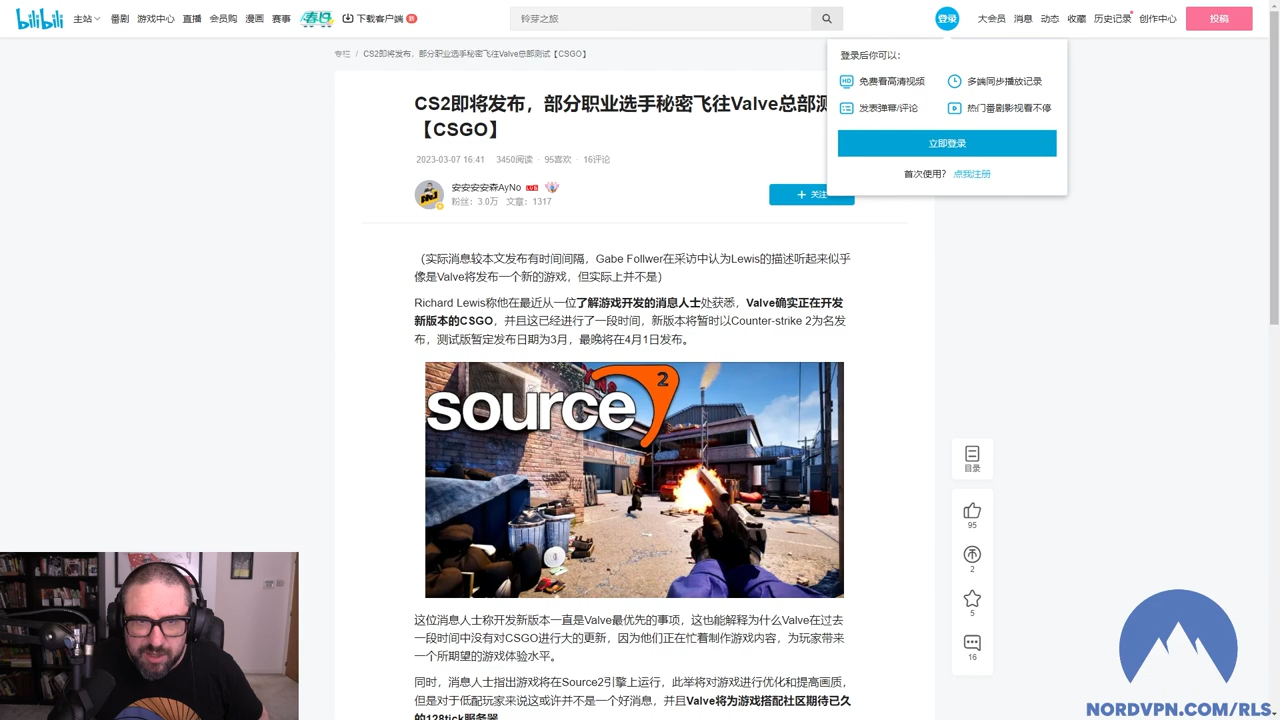 bilibili 主站 番剧 游戏中心 直播 会员购 漫画 赛事 春日 下载客户端 铃芽之旅 登录 大会员 消息 动态 收藏 历史记录 创作中心 投稿
专栏 / CS2即将发布，部分职业选手秘密飞往Valve总部测试【CSGO】
登录后你可以：
HD 免费看高清视频 多端同步播放记录
发表弹幕/评论 热门番剧影视看不停
立即登录
首次使用？ 点我注册
CS2即将发布，部分职业选手秘密飞往Valve总部测
【CSGO】
2023-03-07 16:41 3450阅读 · 95喜欢 · 16评论
安安安安森AyNo
粉丝：3.0万 文章：1317
+ 关注
（实际消息较本文发布有时间间隔，Gabe Follwer在采访中认为Lewis的描述听起来似乎
像是Valve将发布一个新的游戏，但实际上并不是）
Richard Lewis称他在最近从一位了解游戏开发的消息人士处获悉，Valve确实正在开发
新版本的CSGO，并且这已经进行了一段时间，新版本将暂时以Counter-strike 2为名发
布，测试版暂定发布日期为3月，最晚将在4月1日发布。
source 2
目录
95
2
5
16
这位消息人士称开发新版本一直是Valve最优先的事项，这也能解释为什么Valve在过去
一段时间中没有对CSGO进行大的更新，因为他们正在忙着制作游戏内容，为玩家带来
一个所期望的游戏体验水平。
同时，消息人士指出游戏将在Source2引擎上运行，此举将对游戏进行优化和提高画质，
但是对于低配玩家来说这或许并不是一个好消息，并且Valve将为游戏搭配社区期待已久
的128tick服务器
NORDVPN.COM/RLS